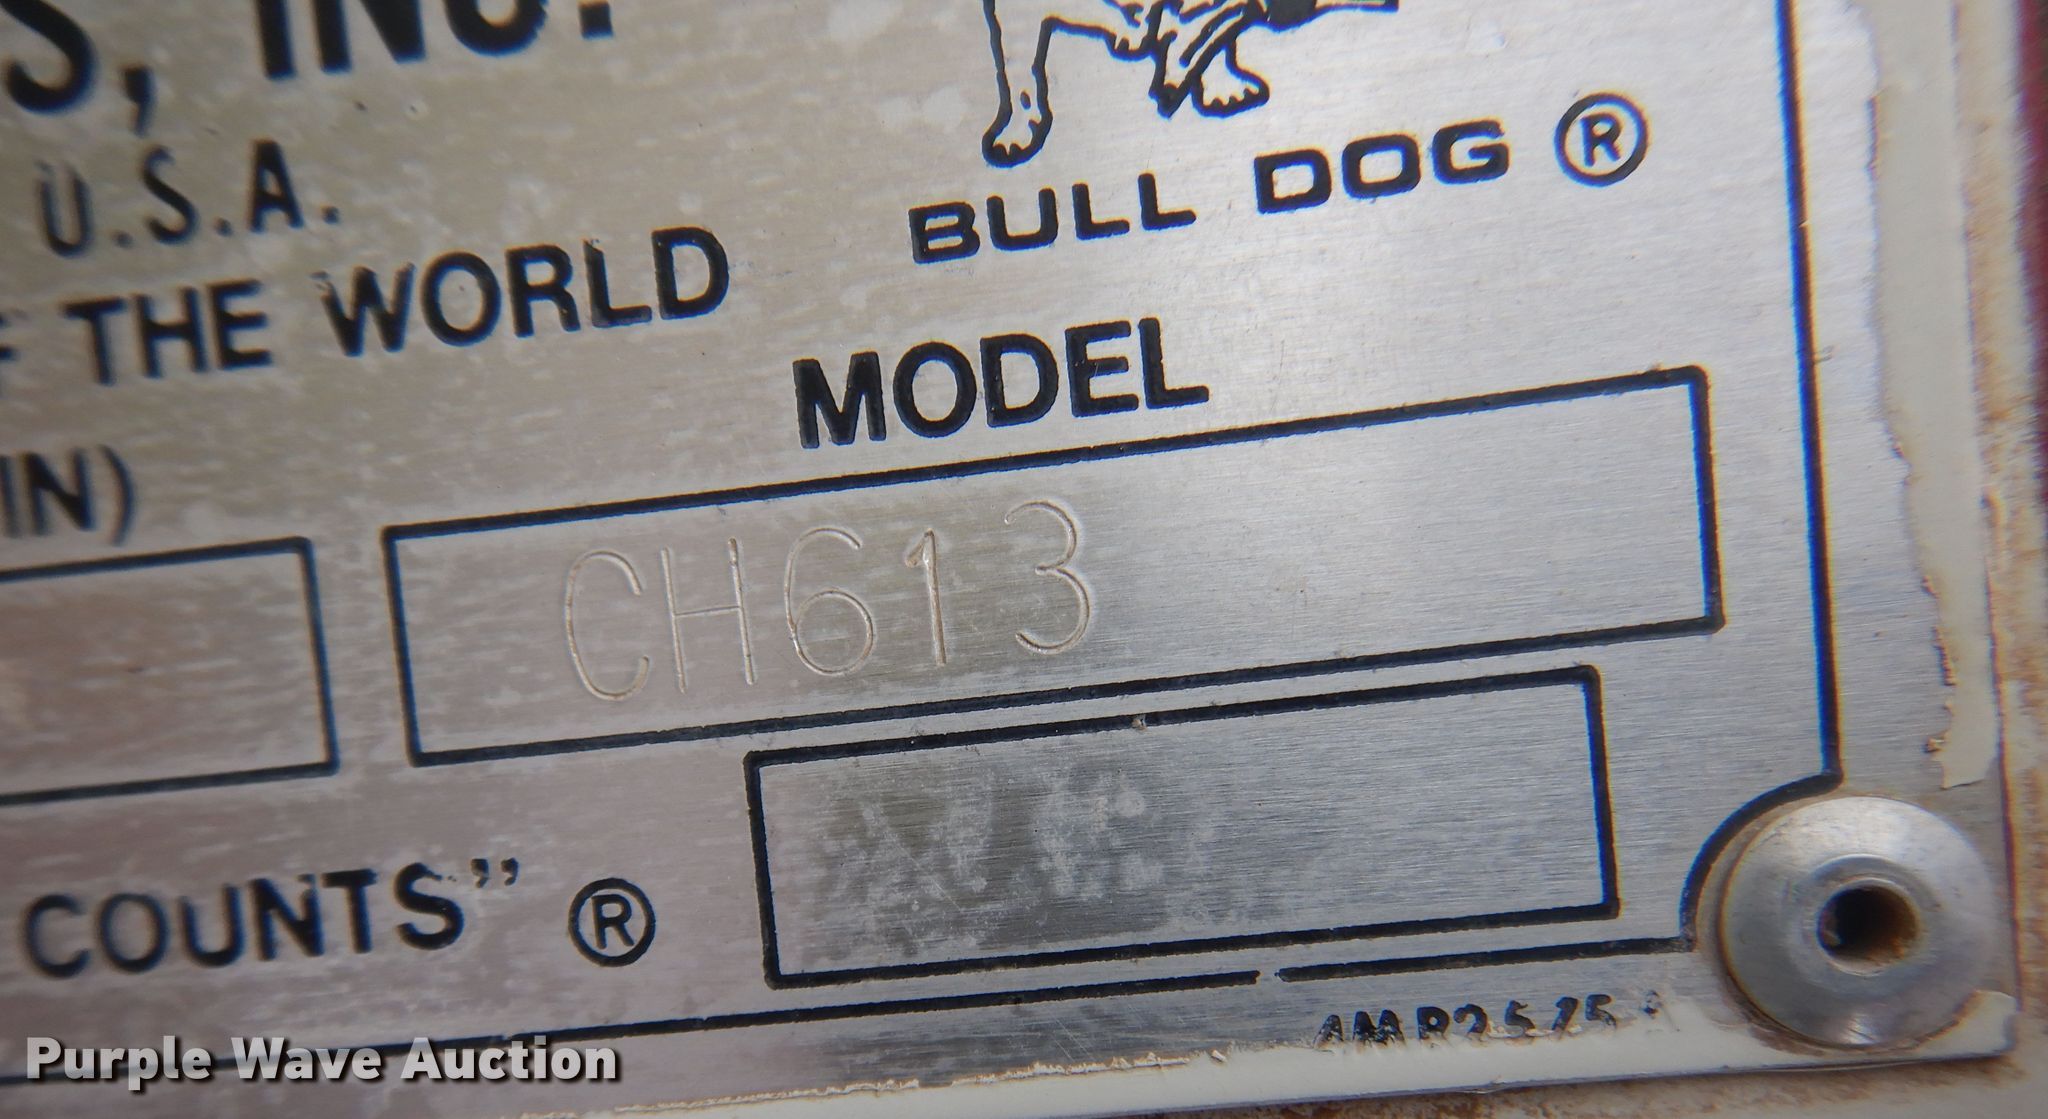 S, INC.
U.S.A.
BULL DOG ®
THE WORLD
MODEL
IN)
CH613
COUNTS" ®
Purple Wave Auction